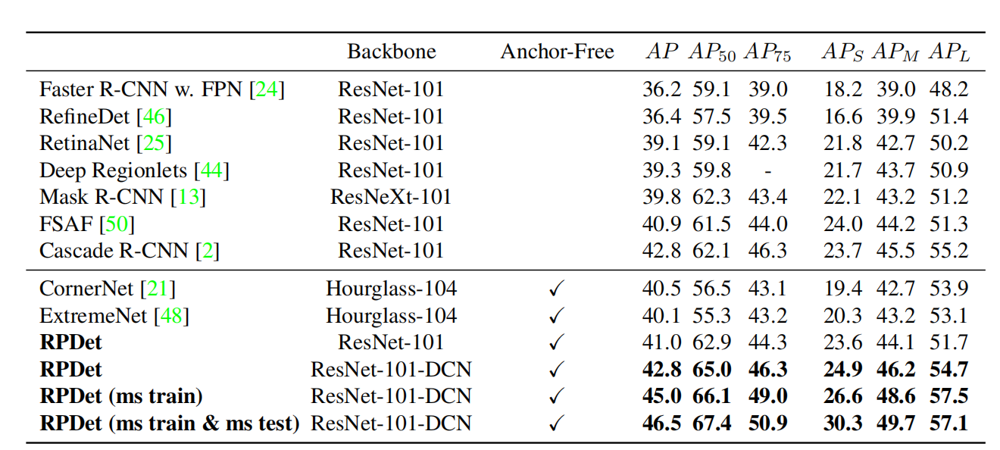 Backbone Anchor-Free AP AP50 AP75 APS APM APL
Faster R-CNN w. FPN [24] ResNet-101 36.2 59.1 39.0 18.2 39.0 48.2
RefineDet [46] ResNet-101 36.4 57.5 39.5 16.6 39.9 51.4
RetinaNet [25] ResNet-101 39.1 59.1 42.3 21.8 42.7 50.2
Deep Regionlets [44] ResNet-101 39.3 59.8 - 21.7 43.7 50.9
Mask R-CNN [13] ResNeXt-101 39.8 62.3 43.4 22.1 43.2 51.2
FSAF [50] ResNet-101 40.9 61.5 44.0 24.0 44.2 51.3
Cascade R-CNN [2] ResNet-101 42.8 62.1 46.3 23.7 45.5 55.2
CornerNet [21] Hourglass-104 ✓ 40.5 56.5 43.1 19.4 42.7 53.9
ExtremeNet [48] Hourglass-104 ✓ 40.1 55.3 43.2 20.3 43.2 53.1
RPDet ResNet-101 ✓ 41.0 62.9 44.3 23.6 44.1 51.7
RPDet ResNet-101-DCN ✓ 42.8 65.0 46.3 24.9 46.2 54.7
RPDet (ms train) ResNet-101-DCN ✓ 45.0 66.1 49.0 26.6 48.6 57.5
RPDet (ms train & ms test) ResNet-101-DCN ✓ 46.5 67.4 50.9 30.3 49.7 57.1